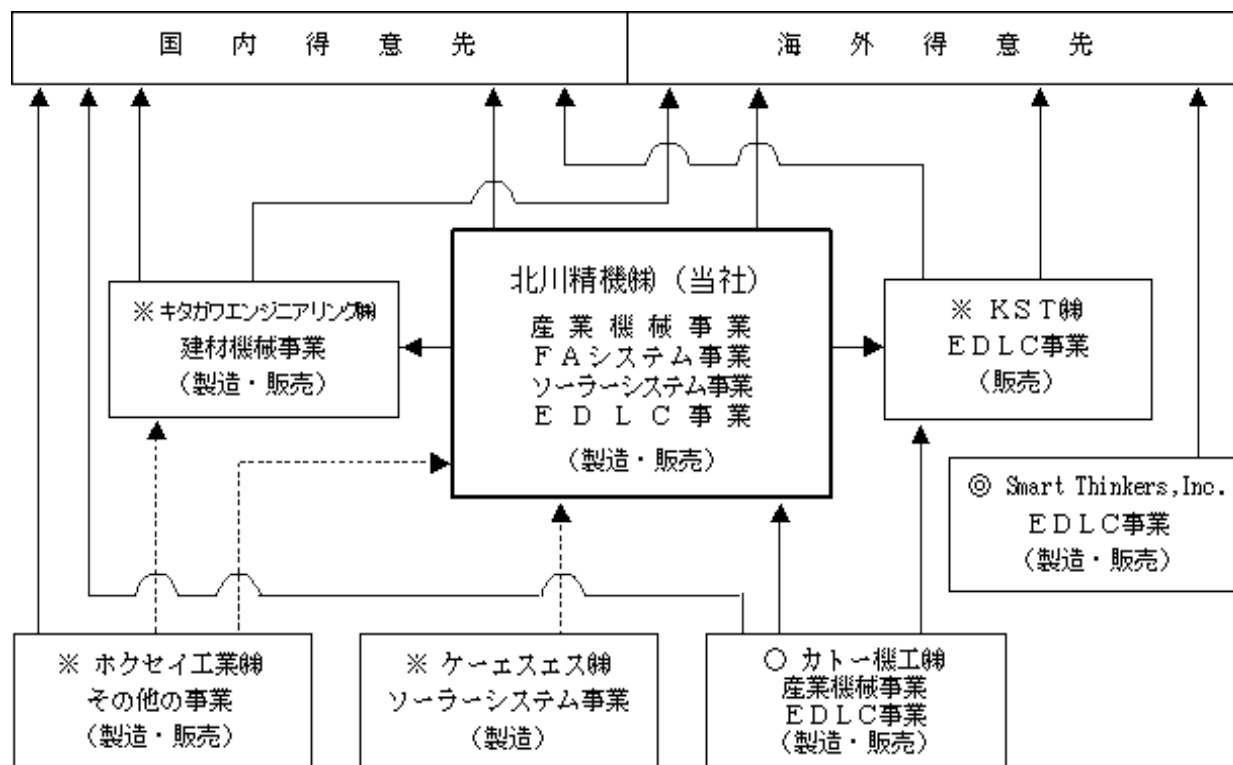 国内得意先
海外得意先
北川精機㈱（当社）
産業機械事業
ＦＡシステム事業
ソーラーシステム事業
ＥＤＬＣ事業
（製造・販売）
※ キタガワエンジニアリング㈱
建材機械事業
（製造・販売）
※ ＫＳＴ㈱
ＥＤＬＣ事業
（販売）
◎ Smart Thinkers,Inc.
ＥＤＬＣ事業
（製造・販売）
※ ホクセイ工業㈱
その他の事業
（製造・販売）
※ ケーエスエス㈱
ソーラーシステム事業
（製造）
○ カトー機工㈱
産業機械事業
ＥＤＬＣ事業
（製造・販売）